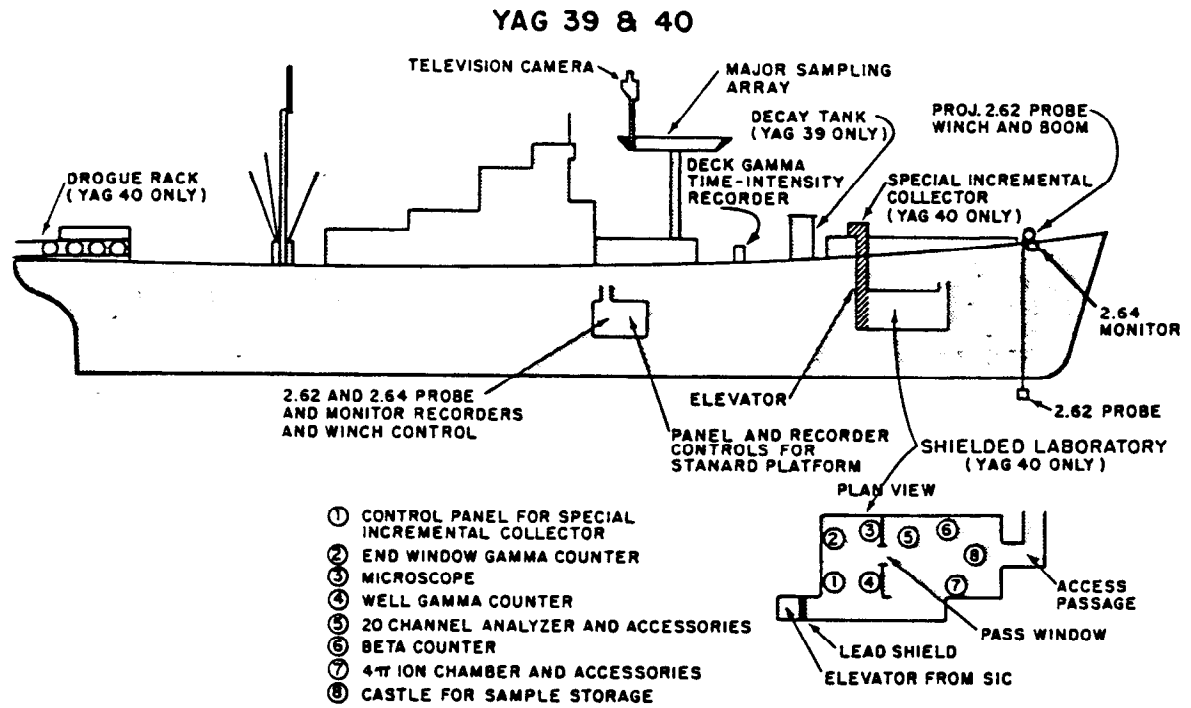 YAG 39 & 40
TELEVISION CAMERA
MAJOR SAMPLING
ARRAY
DECAY TANK
(YAG 39 ONLY)
PROJ. 2.62 PROBE
WINCH AND BOOM
DROGUE RACK
(YAG 40 ONLY)
DECK GAMMA
TIME-INTENSITY
RECORDER
SPECIAL INCREMENTAL
COLLECTOR
(YAG 40 ONLY)
2.64
MONITOR
2.62 AND 2.64 PROBE
AND MONITOR RECORDERS
AND WINCH CONTROL
ELEVATOR
2.62 PROBE
PANEL AND RECORDER
CONTROLS FOR
STANARD PLATFORM
SHIELDED LABORATORY
(YAG 40 ONLY)
PLAN VIEW
① CONTROL PANEL FOR SPECIAL
INCREMENTAL COLLECTOR
② END WINDOW GAMMA COUNTER
③ MICROSCOPE
④ WELL GAMMA COUNTER
⑤ 20 CHANNEL ANALYZER AND ACCESSORIES
⑥ BETA COUNTER
⑦ 4π ION CHAMBER AND ACCESSORIES
⑧ CASTLE FOR SAMPLE STORAGE
② ③ ⑤ ⑥
⑧
① ④ ⑦
ACCESS
PASSAGE
PASS WINDOW
LEAD SHIELD
ELEVATOR FROM SIC